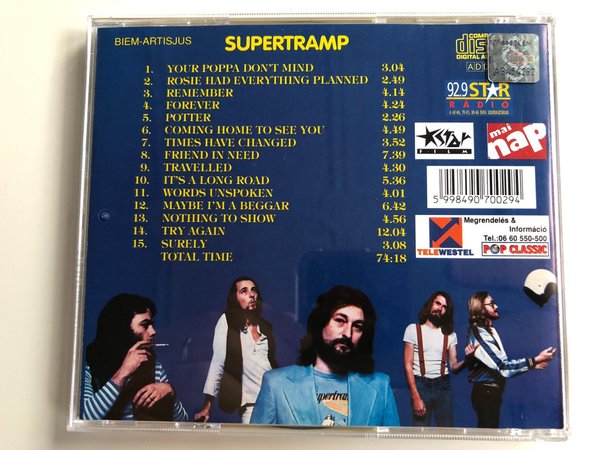 BIEM-ARTISJUS
SUPERTRAMP
1. YOUR POPPA DON'T MIND 3.04
2. ROSIE HAD EVERYTHING PLANNED 2.49
3. REMEMBER 4.14
4. FOREVER 4.24
5. POTTER 2.26
6. COMING HOME TO SEE YOU 4.49
7. TIMES HAVE CHANGED 3.52
8. FRIEND IN NEED 7.39
9. TRAVELLED 4.30
10. IT'S A LONG ROAD 5.36
11. WORDS UNSPOKEN 4.01
12. MAYBE I'M A BEGGAR 6.42
13. NOTHING TO SHOW 4.56
14. TRY AGAIN 12.04
15. SURELY 3.08
TOTAL TIME 74:18
92.9 STAR
RÁDIÓ
Star
FILM
mai
nap
5 998490 700294
TELEWESTEL
Megrendelés &
Információ
Tel.:06 60 550-500
POP CLASSIC